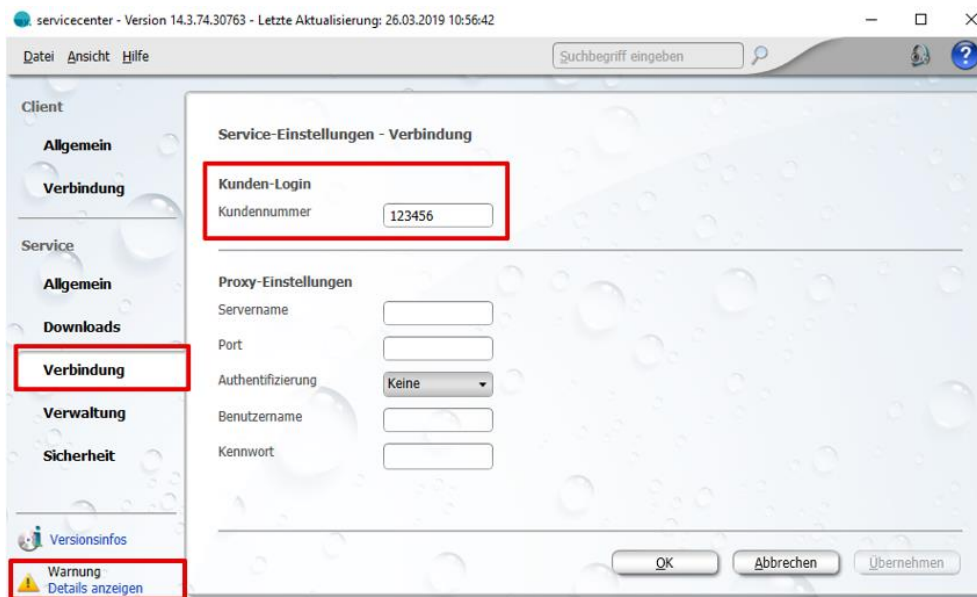 servicecenter - Version 14.3.74.30763 - Letzte Aktualisierung: 26.03.2019 10:56:42
Datei Ansicht Hilfe
Suchbegriff eingeben
?
Client
Allgemein
Verbindung
Service
Allgemein
Downloads
Verbindung
Verwaltung
Sicherheit
Versionsinfos
Warnung
Details anzeigen
Service-Einstellungen - Verbindung
Kunden-Login
Kundennummer 123456
Proxy-Einstellungen
Servername
Port
Authentifizierung Keine
Benutzername
Kennwort
OK Abbrechen Übernehmen